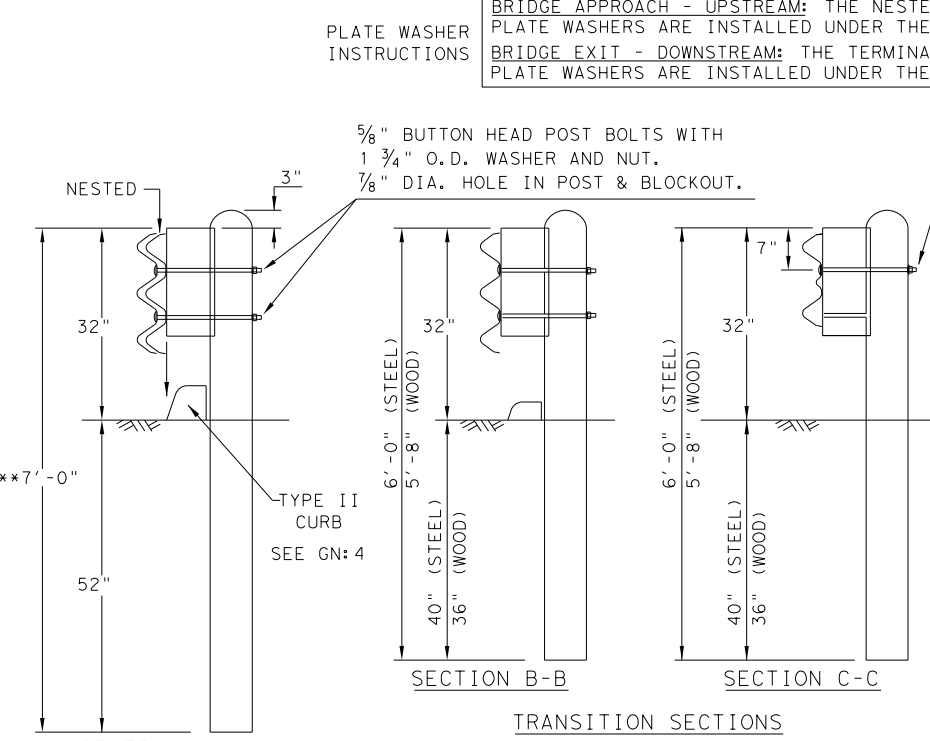 BRIDGE APPROACH - UPSTREAM: THE NESTE
PLATE WASHERS ARE INSTALLED UNDER THE
BRIDGE EXIT - DOWNSTREAM: THE TERMINA
PLATE WASHERS ARE INSTALLED UNDER THE
PLATE WASHER
INSTRUCTIONS
5/8" BUTTON HEAD POST BOLTS WITH
1 3/4" O.D. WASHER AND NUT.
7/8" DIA. HOLE IN POST & BLOCKOUT.
NESTED
3"
32"
**7'-0"
52"
TYPE II
CURB
SEE GN: 4
32"
6'-0" (STEEL)
5'-8" (WOOD)
40" (STEEL)
36" (WOOD)
SECTION B-B
7"
32"
6'-0" (STEEL)
5'-8" (WOOD)
40" (STEEL)
36" (WOOD)
SECTION C-C
TRANSITION SECTIONS